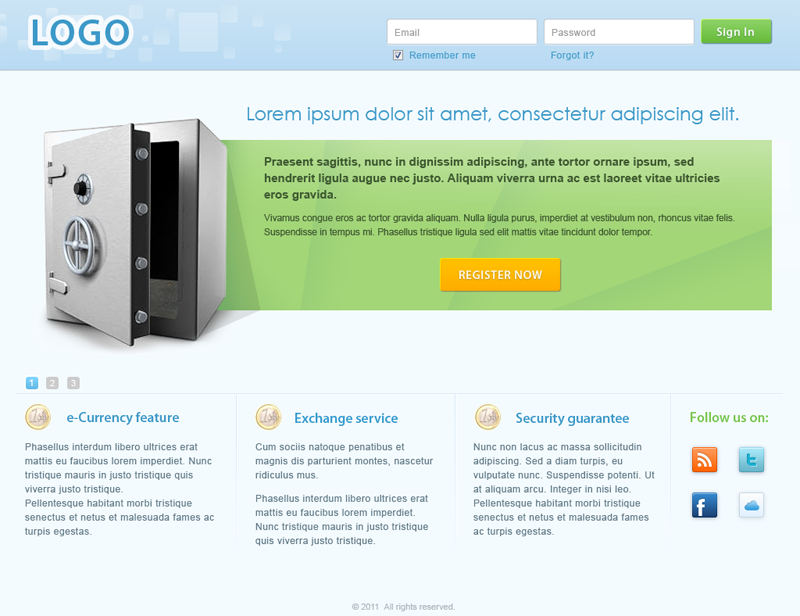 LOGO
Email
Password
Sign In
Remember me
Forgot it?
Lorem ipsum dolor sit amet, consectetur adipiscing elit.
Praesent sagittis, nunc in dignissim adipiscing, ante tortor ornare ipsum, sed
hendrerit ligula augue nec justo. Aliquam viverra urna ac est laoreet vitae ultricies
eros gravida.
Vivamus congue eros ac tortor gravida aliquam. Nulla ligula purus, imperdiet at vestibulum non, rhoncus vitae felis.
Suspendisse in tempus mi. Phasellus tristique ligula sed elit mattis vitae tincidunt dolor tempor.
REGISTER NOW
1 2 3
e-Currency feature
Phasellus interdum libero ultrices erat
mattis eu faucibus lorem imperdiet. Nunc
tristique mauris in justo tristique quis
viverra justo tristique.
Pellentesque habitant morbi tristique
senectus et netus et malesuada fames ac
turpis egestas.
Exchange service
Cum sociis natoque penatibus et
magnis dis parturient montes, nascetur
ridiculus mus.
Phasellus interdum libero ultrices erat
mattis eu faucibus lorem imperdiet.
Nunc tristique mauris in justo tristique
quis viverra justo tristique.
Security guarantee
Nunc non lacus ac massa sollicitudin
adipiscing. Sed a diam turpis, eu
vulputate nunc. Suspendisse potenti. Ut
at aliquam arcu. Integer in nisi leo.
Pellentesque habitant morbi tristique
senectus et netus et malesuada fames
ac turpis egestas.
Follow us on:
t
f
© 2011 All rights reserved.